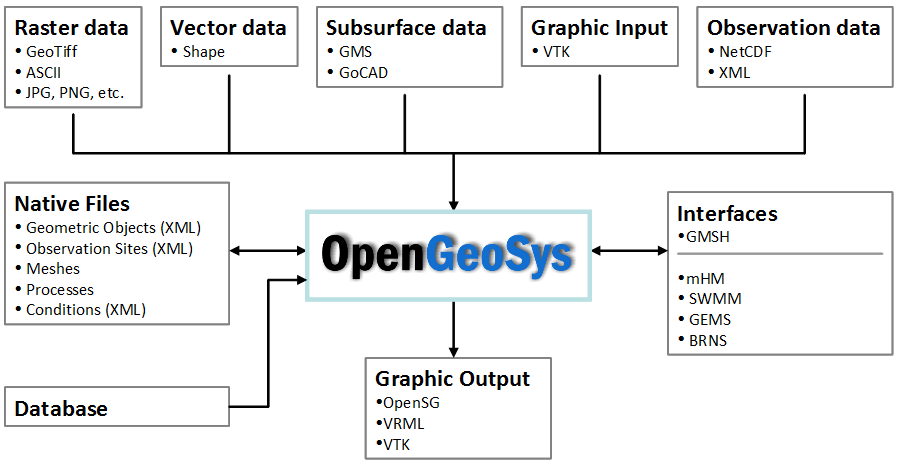 Raster data
• GeoTiff
• ASCII
• JPG, PNG, etc.
Vector data
• Shape
Subsurface data
• GMS
• GoCAD
Graphic Input
• VTK
Observation data
• NetCDF
• XML
Native Files
• Geometric Objects (XML)
• Observation Sites (XML)
• Meshes
• Processes
• Conditions (XML)
OpenGeoSys
Interfaces
•GMSH
•mHM
• SWMM
• GEMS
• BRNS
Database
Graphic Output
•OpenSG
•VRML
•VTK